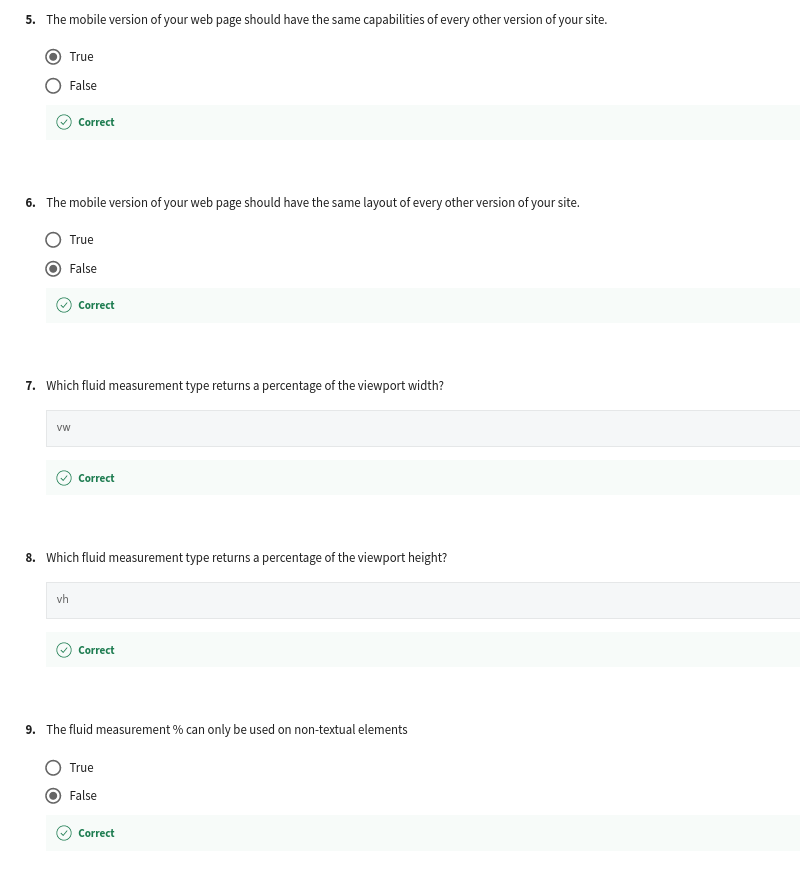 5. The mobile version of your web page should have the same capabilities of every other version of your site.
True
False
Correct
6. The mobile version of your web page should have the same layout of every other version of your site.
True
False
Correct
7. Which fluid measurement type returns a percentage of the viewport width?
vw
Correct
8. Which fluid measurement type returns a percentage of the viewport height?
vh
Correct
9. The fluid measurement % can only be used on non-textual elements
True
False
Correct